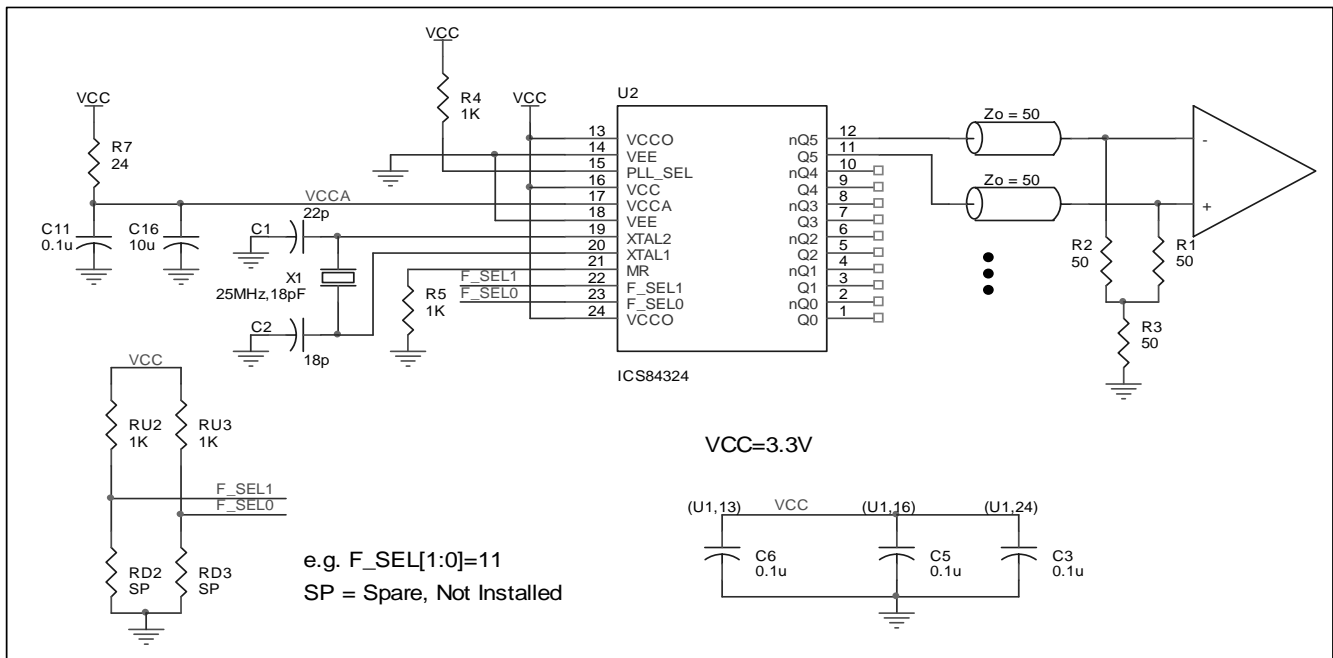 VCC
R4
1K
VCC
R7
24
VCC
U2
13
14
15
16
17
18
19
20
21
22
23
24
VCCO
VEE
PLL_SEL
VCC
VCCA
VEE
XTAL2
XTAL1
MR
F_SEL1
F_SEL0
VCCO
nQ5
Q5
nQ4
Q4
nQ3
Q3
nQ2
Q2
nQ1
Q1
nQ0
Q0
12
11
10
9
8
7
6
5
4
3
2
1
ICS84324
Zo = 50
Zo = 50
-
+
R2
50
R1
50
R3
50
VCCA
C11
0.1u
C16
10u
C1
22p
X1
25MHz,18pF
C2
18p
R5
1K
F_SEL1
F_SEL0
VCC
RU2
1K
RU3
1K
F_SEL1
F_SEL0
RD2
SP
RD3
SP
e.g. F_SEL[1:0]=11
SP = Spare, Not Installed
VCC=3.3V
(U1,13)
VCC
(U1,16)
(U1,24)
C6
0.1u
C5
0.1u
C3
0.1u